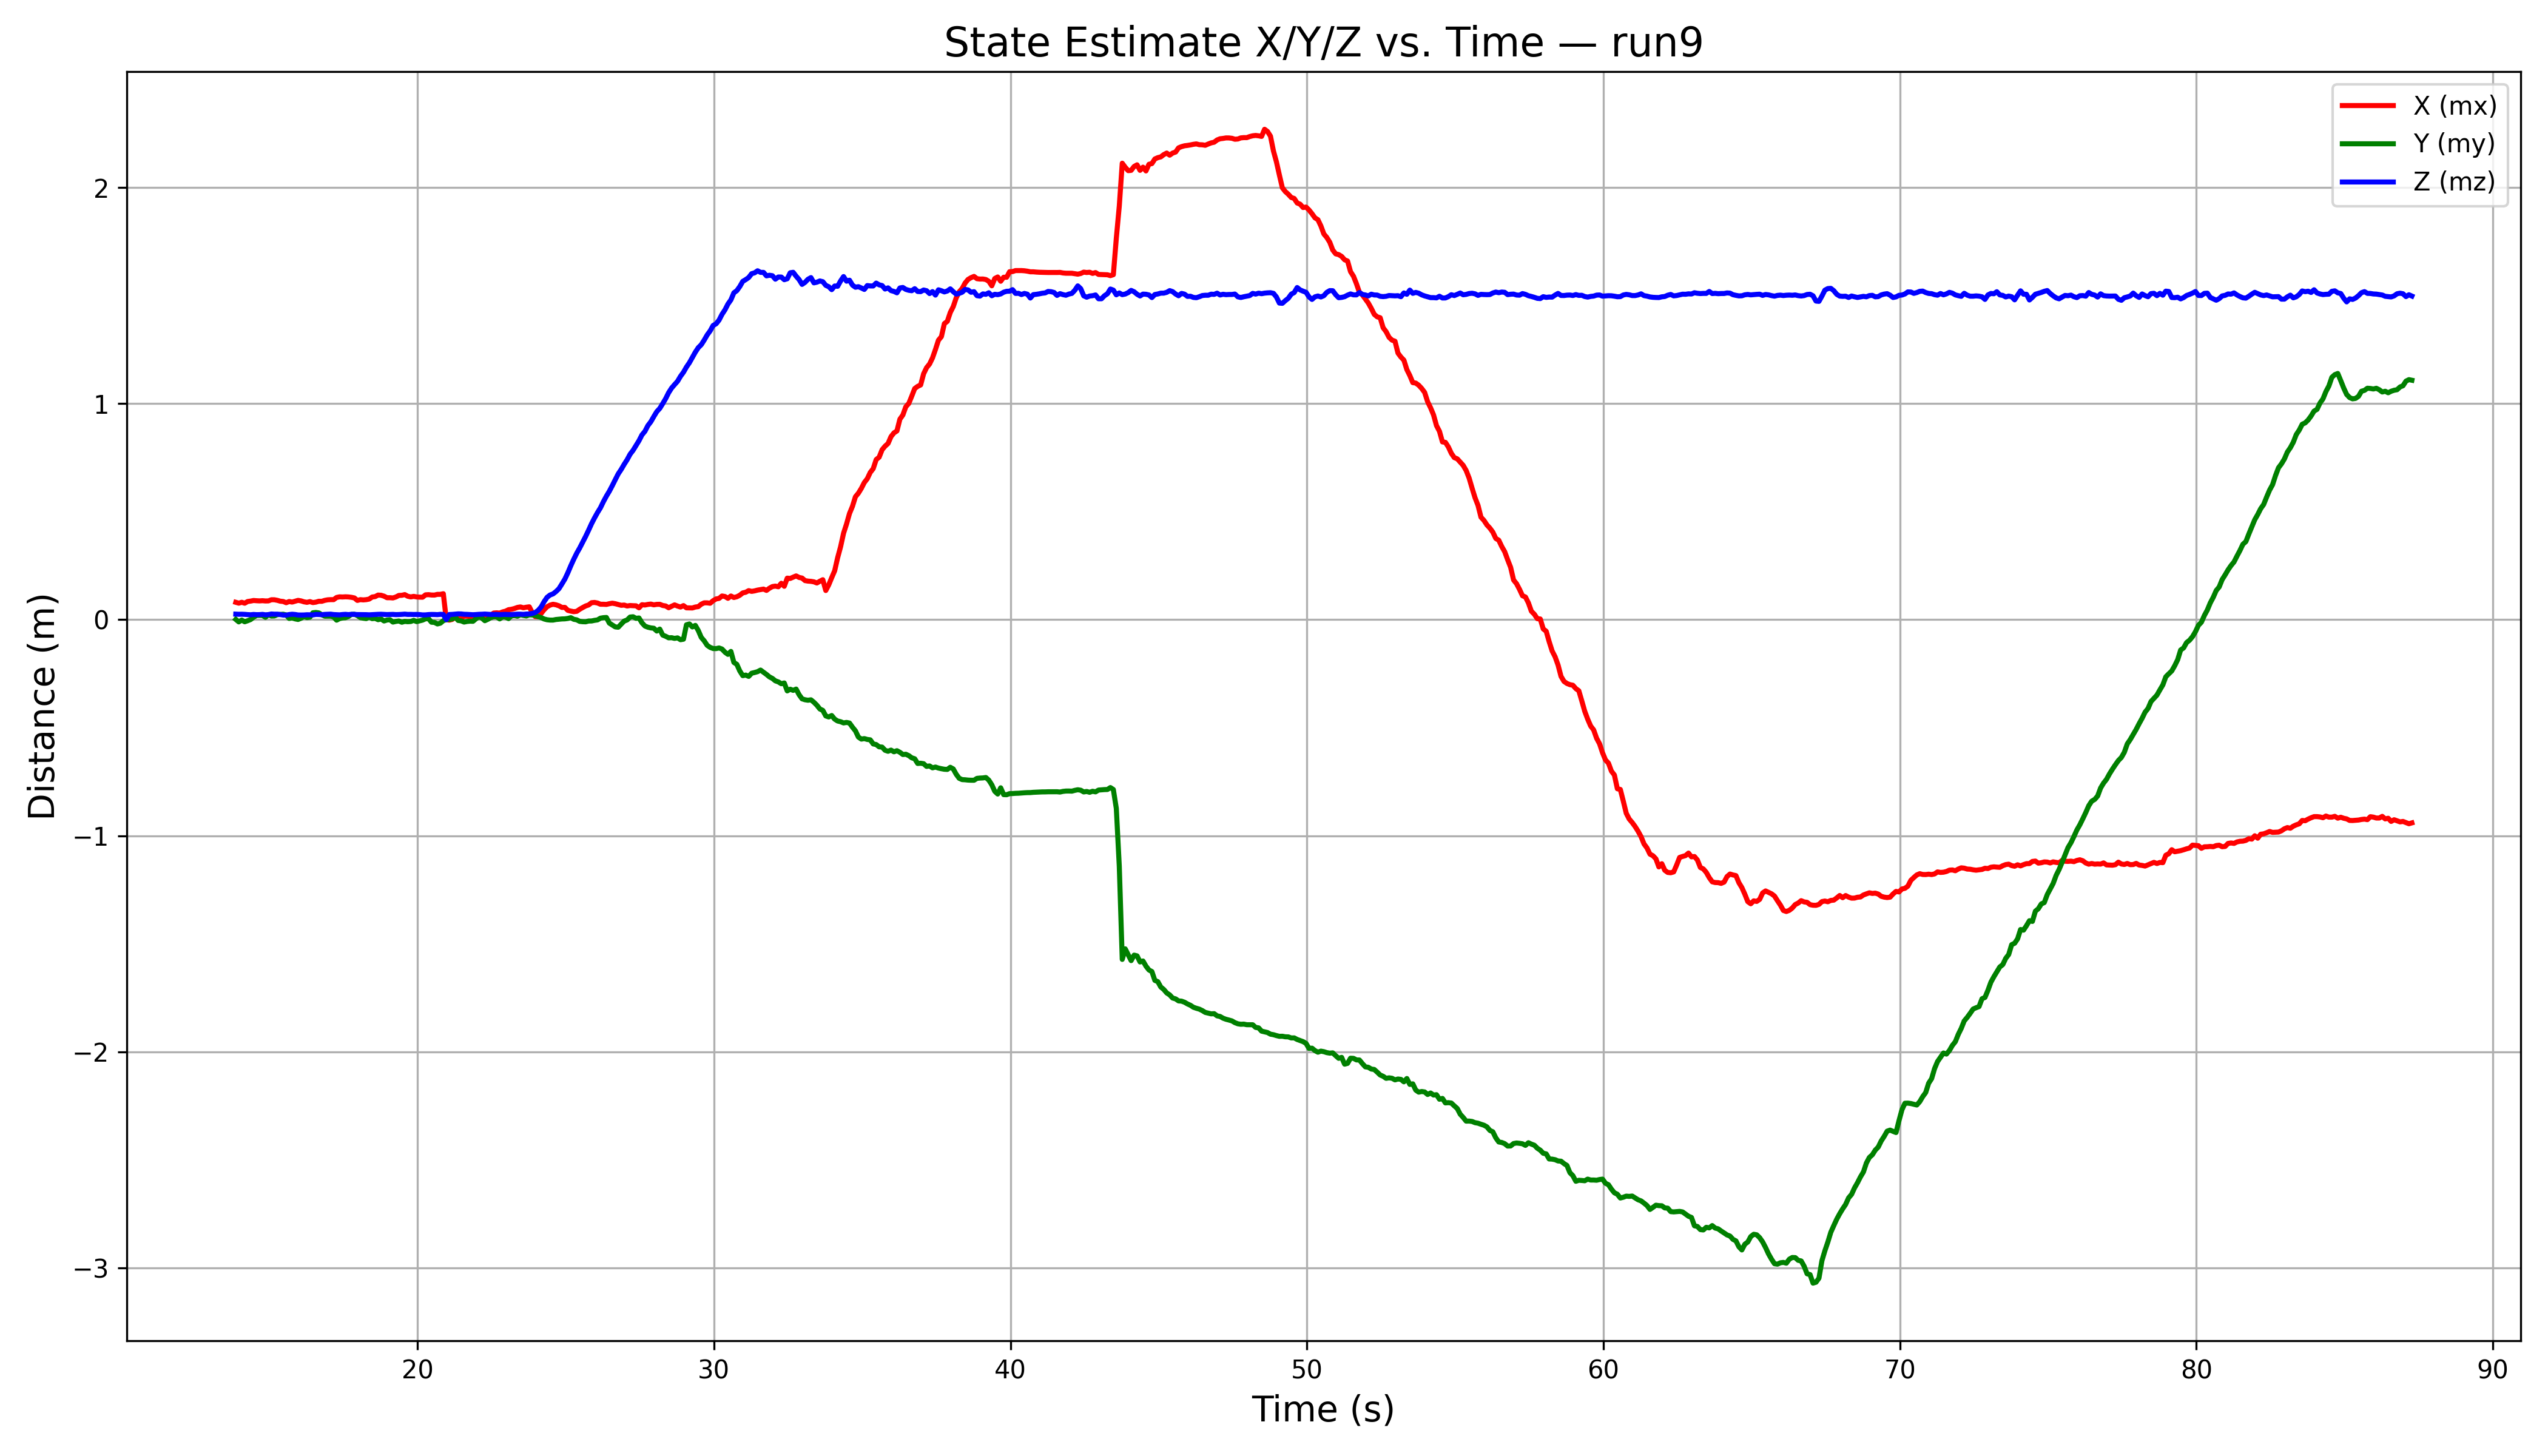 State Estimate X/Y/Z vs. Time — run9
X (mx)
Y (my)
Z (mz)
Distance (m)
2
1
0
−1
−2
−3
20 30 40 50 60 70 80 90
Time (s)